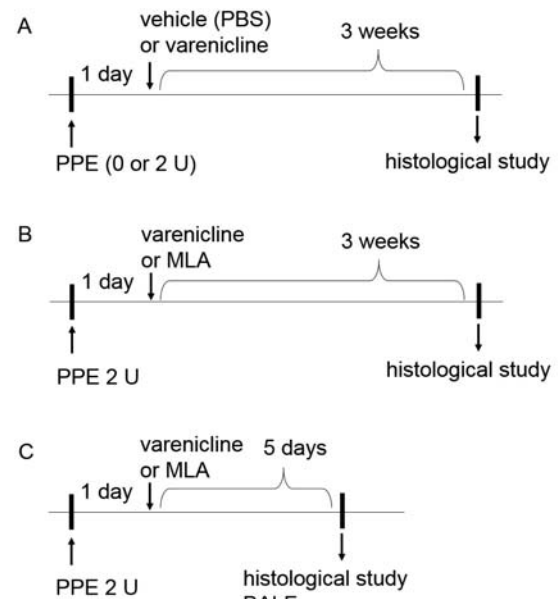 A
vehicle (PBS)
or varenicline
1 day
3 weeks
PPE (0 or 2 U)
histological study
B
varenicline
or MLA
1 day
3 weeks
PPE 2 U
histological study
C
varenicline
or MLA
1 day
5 days
PPE 2 U
histological study